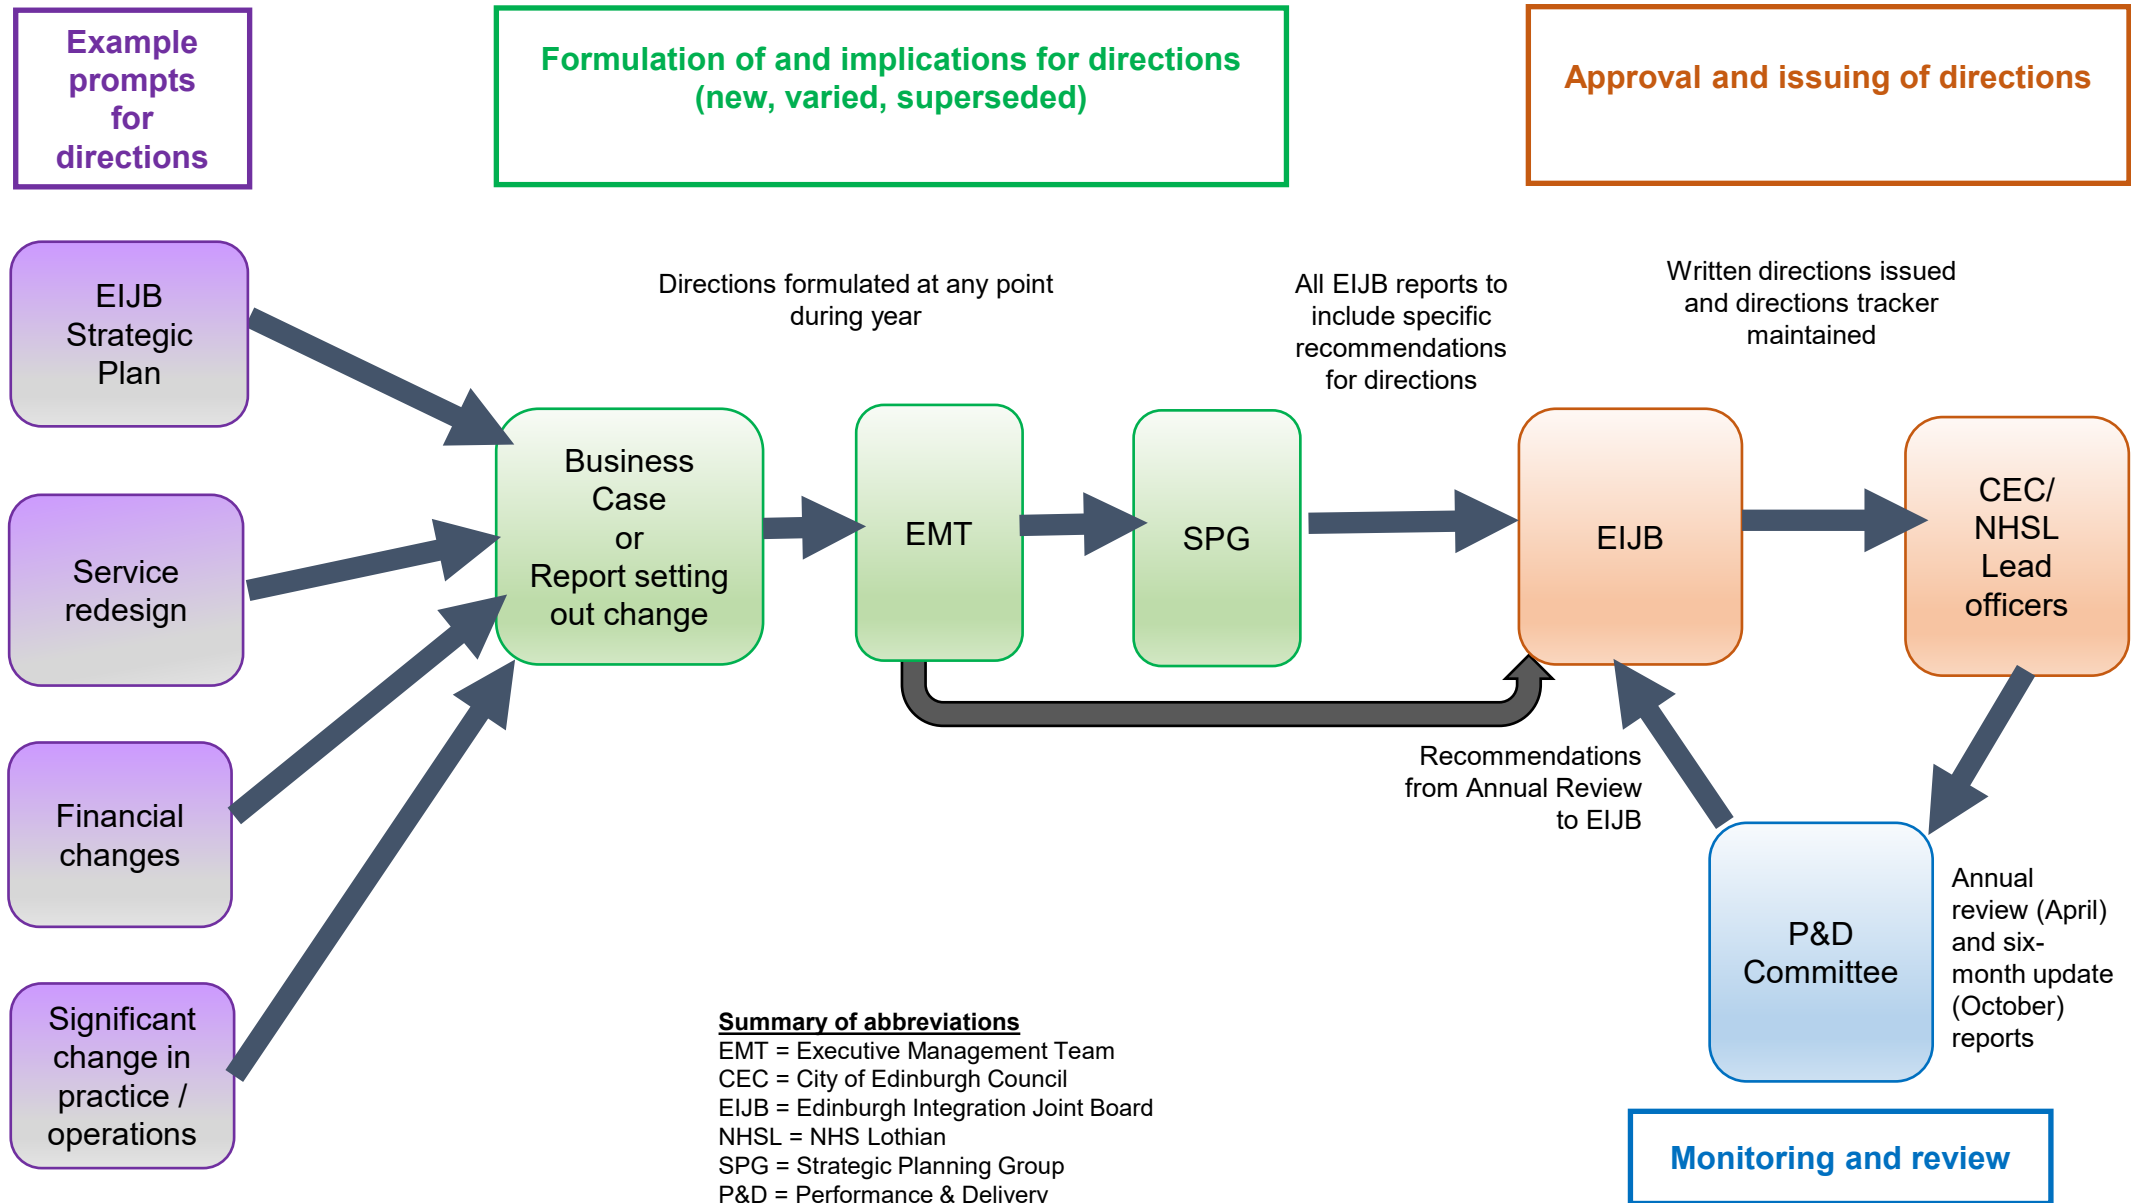 Example
prompts
for
directions
Formulation of and implications for directions
(new, varied, superseded)
Approval and issuing of directions
EIJB
Strategic
Plan
Service
redesign
Financial
changes
Significant
change in
practice /
operations
Directions formulated at any point
during year
Business
Case
or
Report setting
out change
EMT
SPG
All EIJB reports to
include specific
recommendations
for directions
Written directions issued
and directions tracker
maintained
EIJB
CEC/
NHSL
Lead
officers
Recommendations
from Annual Review
to EIJB
P&D
Committee
Annual
review (April)
and six-
month update
(October)
reports
Summary of abbreviations
EMT = Executive Management Team
CEC = City of Edinburgh Council
EIJB = Edinburgh Integration Joint Board
NHSL = NHS Lothian
SPG = Strategic Planning Group
P&D = Performance & Delivery
Monitoring and review